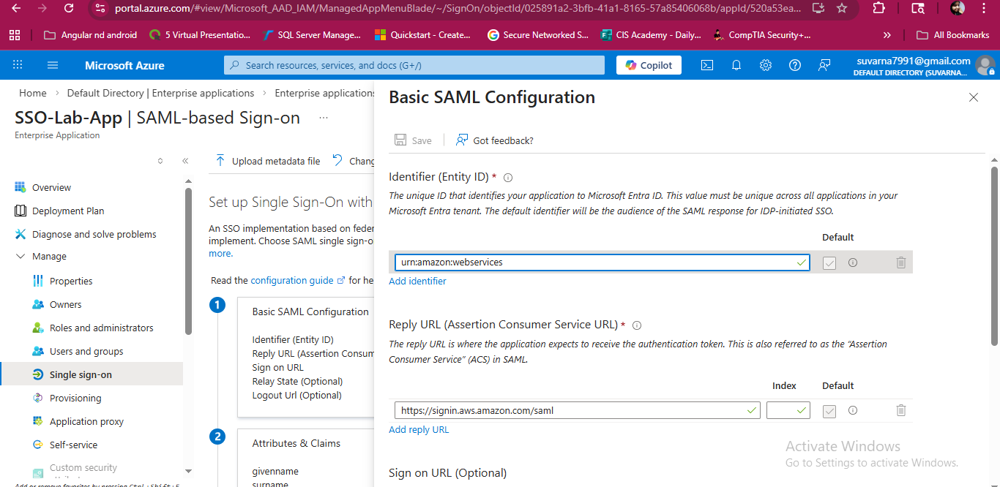 portal.azure.com/#view/Microsoft_AAD_IAM/ManagedAppMenuBlade/~/SignOn/objectId/025891a2-3bfb-41a1-8165-57a85406068b/appId/520a53ea...
Angular nd android
5 Virtual Presentatio...
SQL Server Manage...
Quickstart - Create...
Secure Networked S...
CIS Academy - Daily...
CompTIA Security+...
»
All Bookmarks
Microsoft Azure
Search resources, services, and docs (G+/)
Copilot
suvarna7991@gmail.com
DEFAULT DIRECTORY (SUVARNA...
Home > Default Directory | Enterprise applications > Enterprise applications
SSO-Lab-App | SAML-based Sign-on ...
Enterprise Application
Overview
Deployment Plan
Diagnose and solve problems
Manage
Properties
Owners
Roles and administrators
Users and groups
Single sign-on
Provisioning
Application proxy
Self-service
Custom security
Add or remove favorites by pressing Ctrl+Shift+F
Upload metadata file
Chang
Set up Single Sign-On with
An SSO implementation based on feder
implement. Choose SAML single sign-o
more.
Read the configuration guide for he
1
Basic SAML Configuration
Identifier (Entity ID)
Reply URL (Assertion Consum
Sign on URL
Relay State (Optional)
Logout Url (Optional)
2
Attributes & Claims
givenname
surname
Basic SAML Configuration
Save
Got feedback?
Identifier (Entity ID) *
The unique ID that identifies your application to Microsoft Entra ID. This value must be unique across all applications in your
Microsoft Entra tenant. The default identifier will be the audience of the SAML response for IDP-initiated SSO.
Default
urn:amazon:webservices
Add identifier
Reply URL (Assertion Consumer Service URL) *
The reply URL is where the application expects to receive the authentication token. This is also referred to as the “Assertion
Consumer Service” (ACS) in SAML.
Index Default
https://signin.aws.amazon.com/saml
Add reply URL
Sign on URL (Optional)
Activate Windows
Go to Settings to activate Windows.